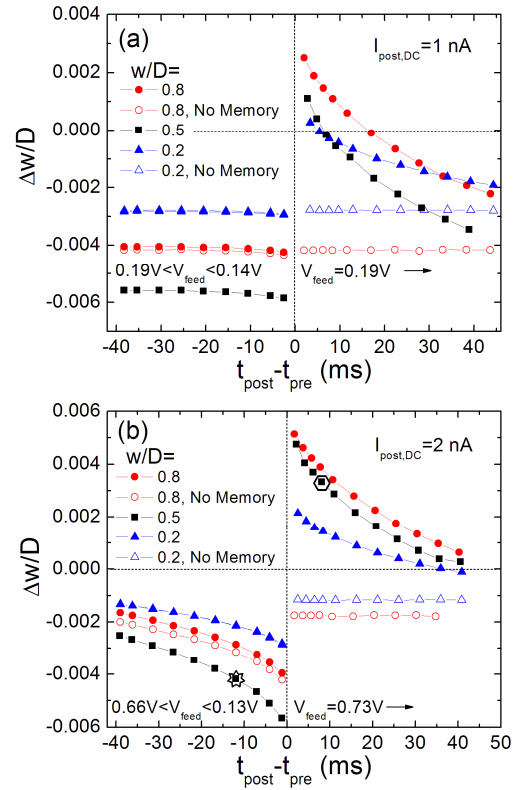 0.004
(a)
I_post,DC=1 nA
w/D=
0.8
0.8, No Memory
0.5
0.2
0.2, No Memory
0.002
0.000
-0.002
-0.004
-0.006
Δw/D
0.19V<V_feed<0.14V
V_feed=0.19V
-40 -30 -20 -10 0 10 20 30 40
t_post-t_pre (ms)
0.006
(b)
I_post,DC=2 nA
w/D=
0.8
0.8, No Memory
0.5
0.2
0.2, No Memory
0.004
0.002
0.000
-0.002
-0.004
-0.006
Δw/D
0.66V<V_feed<0.13V
V_feed=0.73V
-40 -30 -20 -10 0 10 20 30 40 50
t_post-t_pre (ms)